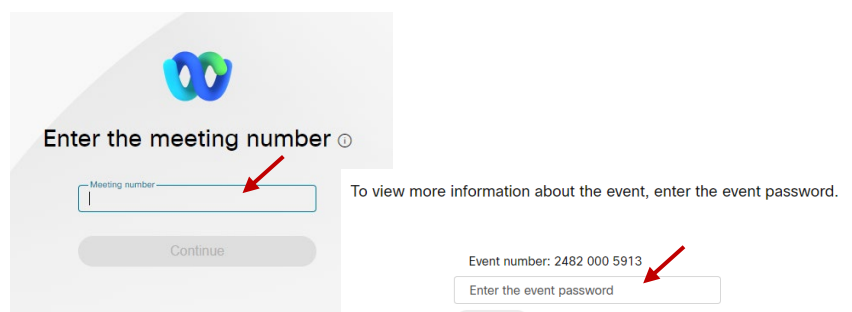 Enter the meeting number
Meeting number
Continue
To view more information about the event, enter the event password.
Event number: 2482 000 5913
Enter the event password